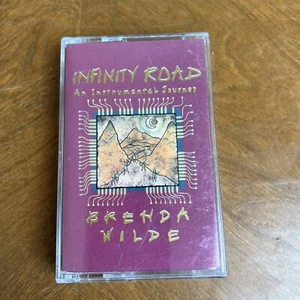 INFINITY ROAD
An Instrumental Journey
BRENDA
WILDE